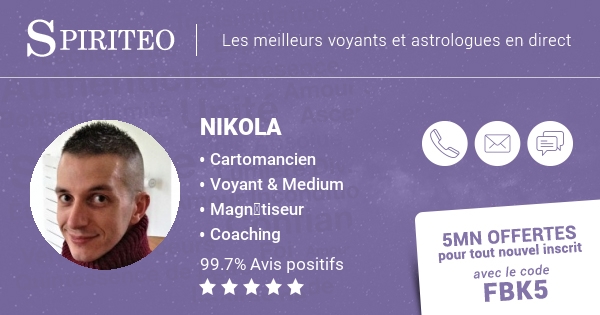 SPIRITEO
Les meilleurs voyants et astrologues en direct
NIKOLA
• Cartomancien
• Voyant & Medium
• Magn▯tiseur
• Coaching
99.7% Avis positifs
5MN OFFERTES
pour tout nouvel inscrit
avec le code
FBK5